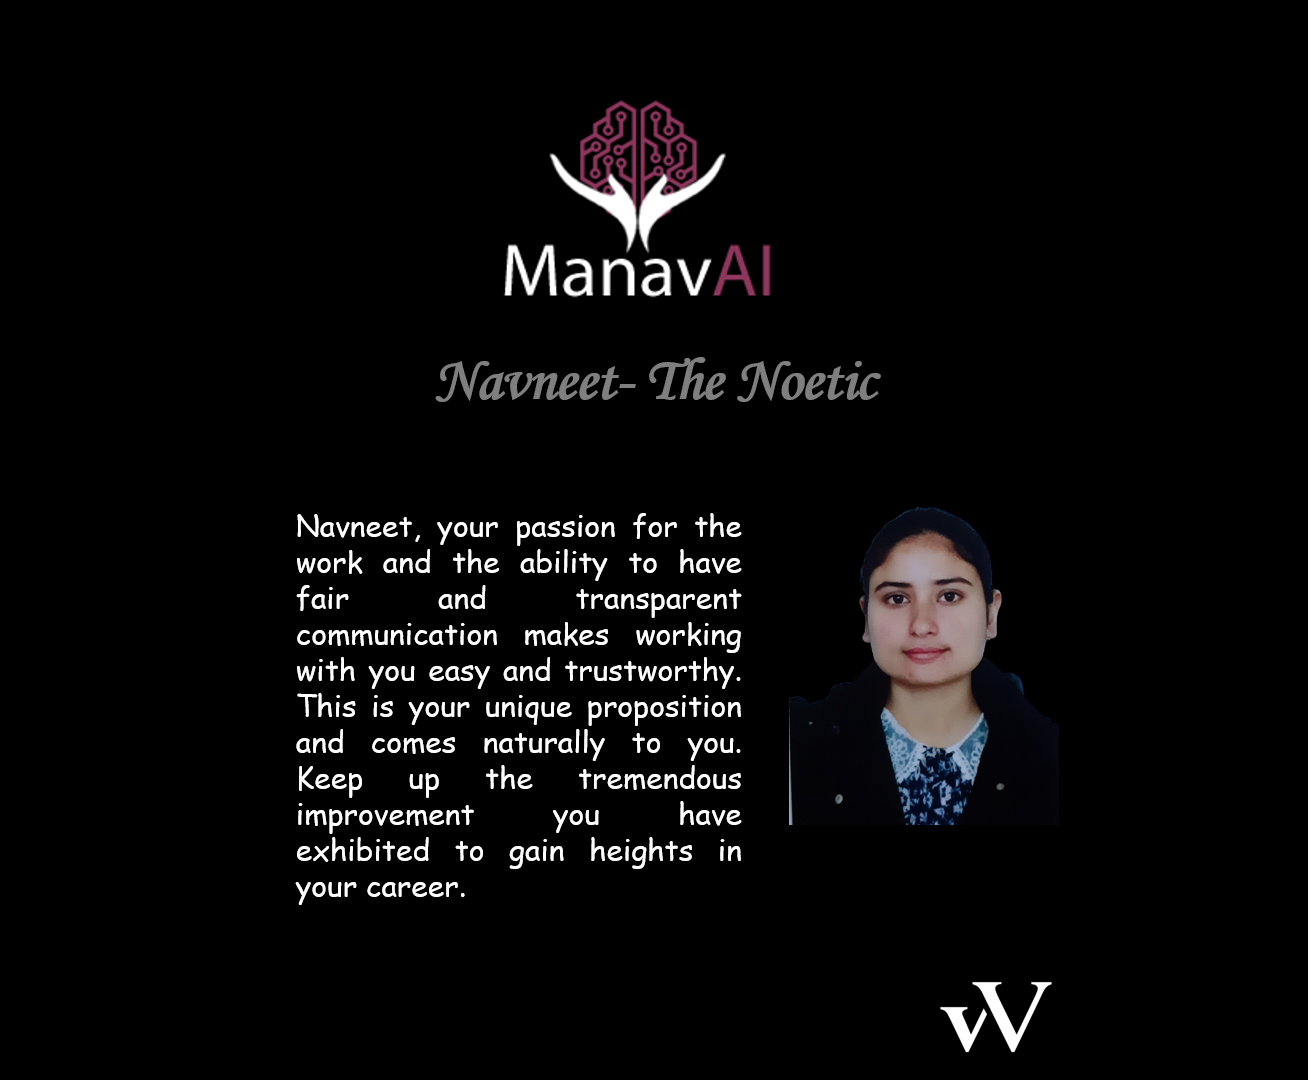 ManavAI
Navneet- The Noetic
Navneet, your passion for the
work and the ability to have
fair and transparent
communication makes working
with you easy and trustworthy.
This is your unique proposition
and comes naturally to you.
Keep up the tremendous
improvement you have
exhibited to gain heights in
your career.
vV